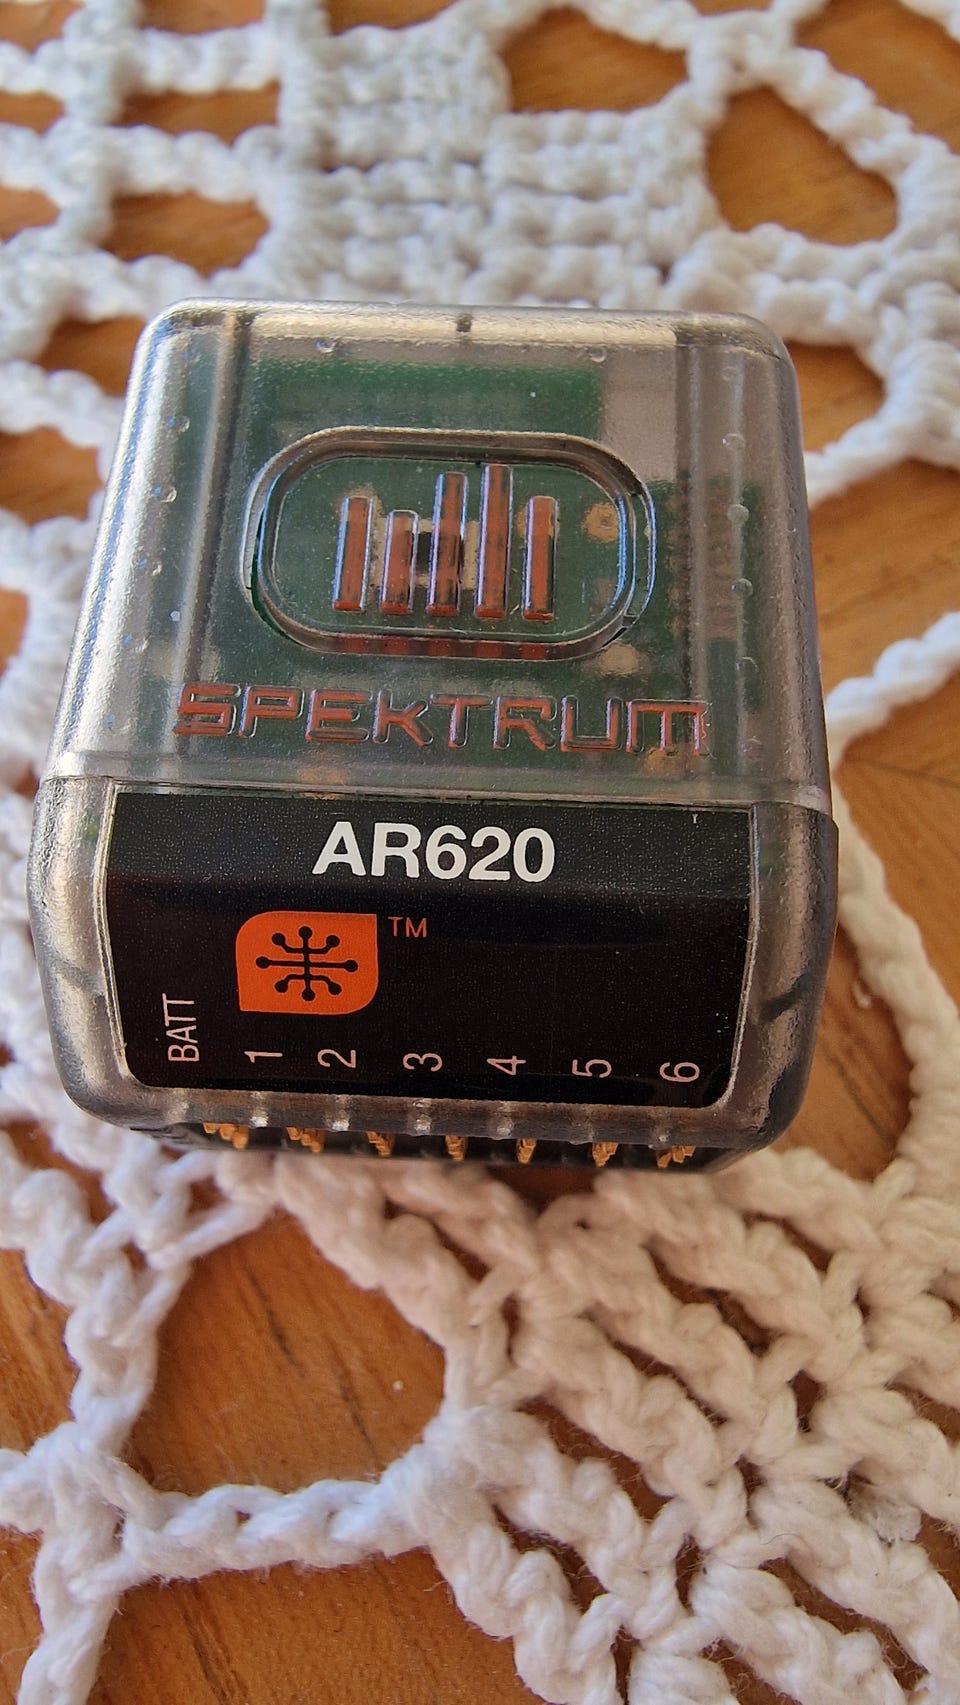 SPEKTRUM
AR620
TM
BATT 1 2 3 4 5 6